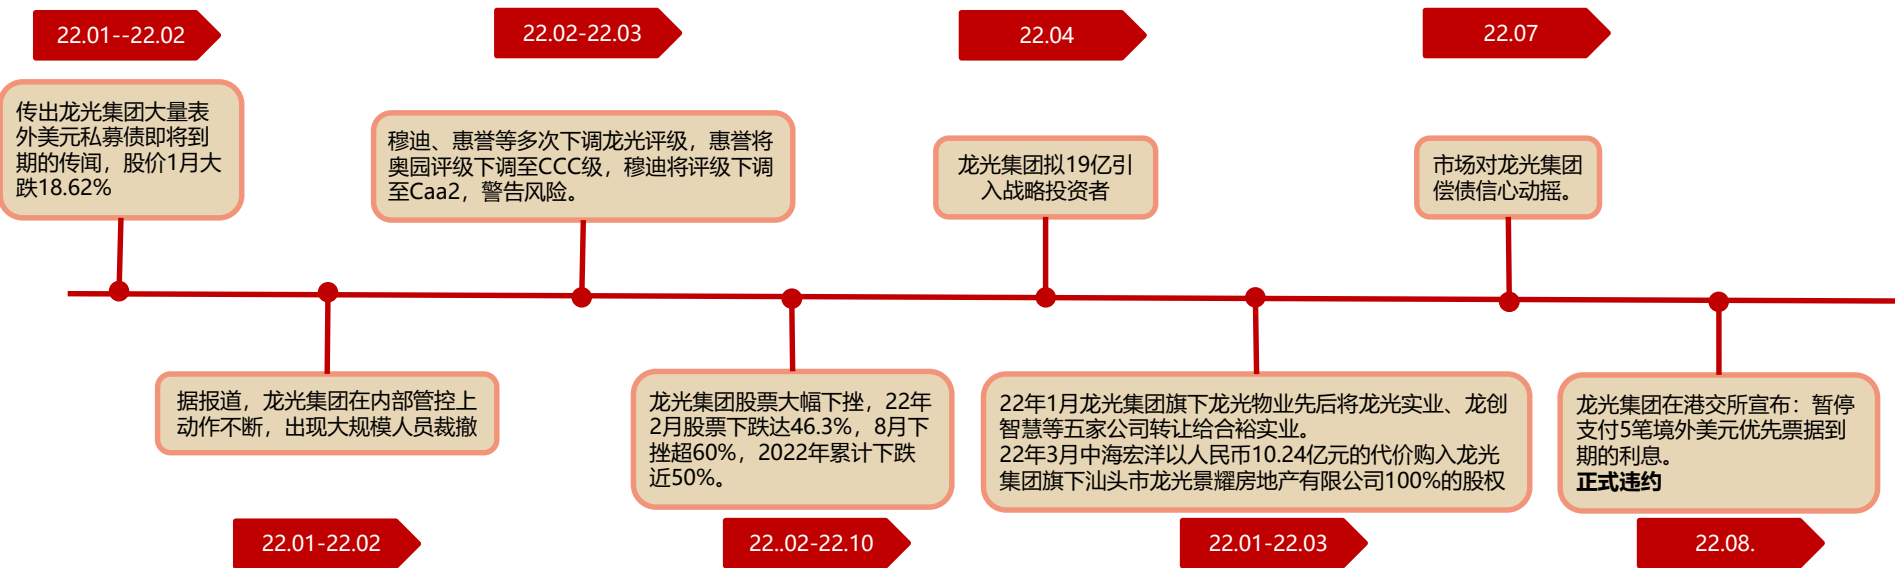 22.01--22.02
22.02-22.03
22.04
22.07
传出龙光集团大量表
外美元私募债即将到
期的传闻，股价1月大
跌18.62%
穆迪、惠誉等多次下调龙光评级，惠誉将
奥园评级下调至CCC级，穆迪将评级下调
至Caa2，警告风险。
龙光集团拟19亿引
入战略投资者
市场对龙光集团
偿债信心动摇。
据报道，龙光集团在内部管控上
动作不断，出现大规模人员裁撤
龙光集团股票大幅下挫，22年
2月股票下跌达46.3%，8月下
挫超60%，2022年累计下跌
近50%。
22年1月龙光集团旗下龙光物业先后将龙光实业、龙创
智慧等五家公司转让给合裕实业。
22年3月中海宏洋以人民币10.24亿元的代价购入龙光
集团旗下汕头市龙光景耀房地产有限公司100%的股权
龙光集团在港交所宣布：暂停
支付5笔境外美元优先票据到
期的利息。
正式违约
22.01-22.02
22..02-22.10
22.01-22.03
22.08.